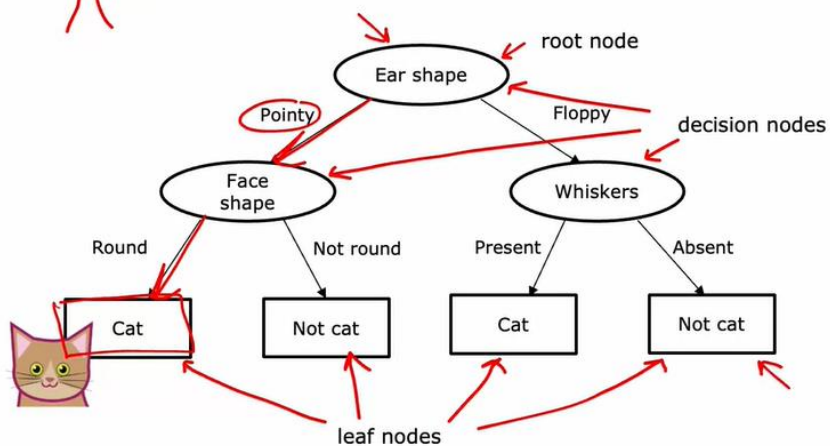 root node
Ear shape
Pointy
Floppy
decision nodes
Face
shape
Whiskers
Round
Not round
Present
Absent
Cat
Not cat
Cat
Not cat
leaf nodes